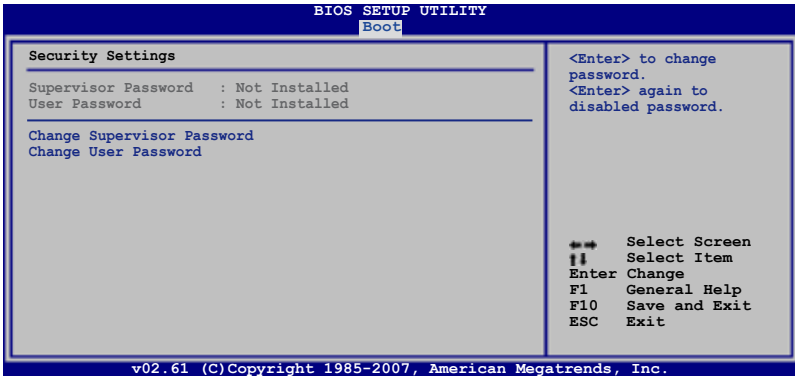 BIOS SETUP UTILITY
Boot
Security Settings
Supervisor Password : Not Installed
User Password : Not Installed
Change Supervisor Password
Change User Password
<Enter> to change
password.
<Enter> again to
disabled password.
←→ Select Screen
↑↓ Select Item
Enter Change
F1 General Help
F10 Save and Exit
ESC Exit
v02.61 (C)Copyright 1985-2007, American Megatrends, Inc.